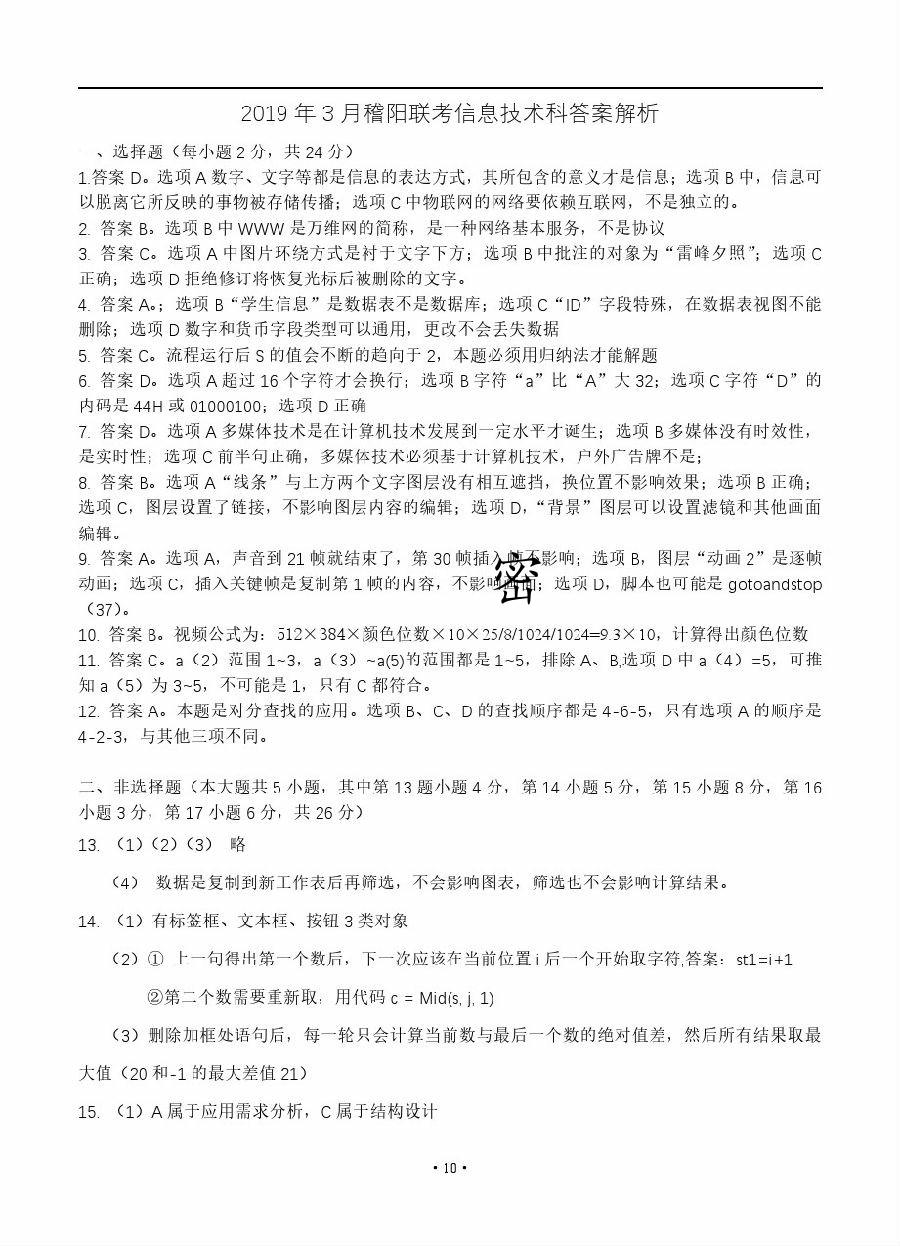 2019 年 3 月稽阳联考信息技术科答案解析
、选择题（每小题 2 分，共 24 分）
1.答案 D。选项 A 数字、文字等都是信息的表达方式，其所包含的意义才是信息；选项 B 中，信息可
以脱离它所反映的事物被存储传播；选项 C 中物联网的网络要依赖互联网，不是独立的。
2. 答案 B。选项 B 中 WWW 是万维网的简称，是一种网络基本服务，不是协议
3. 答案 C。选项 A 中图片环绕方式是衬于文字下方；选项 B 中批注的对象为“雷峰夕照”；选项 C
正确；选项 D 拒绝修订将恢复光标后被删除的文字。
4. 答案 A。；选项 B“学生信息”是数据表不是数据库；选项 C“ID”字段特殊，在数据表视图不能
删除；选项 D 数字和货币字段类型可以通用，更改不会丢失数据
5. 答案 C。流程运行后 S 的值会不断的趋向于 2，本题必须用归纳法才能解题
6. 答案 D。选项 A 超过 16 个字符才会换行；选项 B 字符“a”比“A”大 32；选项 C 字符“D”的
内码是 44H 或 01000100；选项 D 正确
7. 答案 D。选项 A 多媒体技术是在计算机技术发展到一定水平才诞生；选项 B 多媒体没有时效性，
是实时性；选项 C 前半句正确，多媒体技术必须基于计算机技术，户外广告牌不是；
8. 答案 B。选项 A“线条”与上方两个文字图层没有相互遮挡，换位置不影响效果；选项 B 正确；
选项 C，图层设置了链接，不影响图层内容的编辑；选项 D，“背景”图层可以设置滤镜和其他画面
编辑。
9. 答案 A。选项 A，声音到 21 帧就结束了，第 30 帧插入帧不影响；选项 B，图层“动画 2”是逐帧
动画；选项 C，插入关键帧是复制第 1 帧的内容，不影响画面；选项 D，脚本也可能是 gotoandstop
密
（37）。
10. 答案 B。视频公式为：512×384×颜色位数×10×25/8/1024/1024=9.3×10，计算得出颜色位数
11. 答案 C。a（2）范围 1~3，a（3）~a(5)的范围都是 1~5，排除 A、B,选项 D 中 a（4）=5，可推
知 a（5）为 3~5，不可能是 1，只有 C 都符合。
12. 答案 A。本题是对分查找的应用。选项 B、C、D 的查找顺序都是 4-6-5，只有选项 A 的顺序是
4-2-3，与其他三项不同。
二、非选择题（本大题共 5 小题，其中第 13 题小题 4 分，第 14 小题 5 分，第 15 小题 8 分，第 16
小题 3 分，第 17 小题 6 分，共 26 分）
13. （1）（2）（3） 略
（4） 数据是复制到新工作表后再筛选，不会影响图表，筛选也不会影响计算结果。
14. （1）有标签框、文本框、按钮 3 类对象
（2）① 上一句得出第一个数后，下一次应该在当前位置 i 后一个开始取字符,答案：st1=i+1
②第二个数需要重新取，用代码 c = Mid(s, j, 1)
（3）删除加框处语句后，每一轮只会计算当前数与最后一个数的绝对值差，然后所有结果取最
大值（20 和-1 的最大差值 21）
15. （1）A 属于应用需求分析，C 属于结构设计
• 10 •